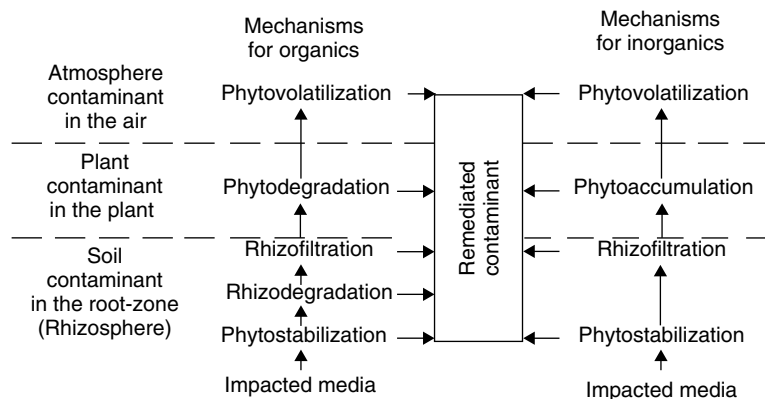 Mechanisms
for organics
Mechanisms
for inorganics
Atmosphere
contaminant
in the air
Phytovolatilization
Phytovolatilization
Plant
contaminant
in the plant
Phytodegradation
Phytoaccumulation
Remediated
contaminant
Soil
contaminant
in the root-zone
(Rhizosphere)
Rhizofiltration
Rhizofiltration
Rhizodegradation
Phytostabilization
Phytostabilization
Impacted media
Impacted media